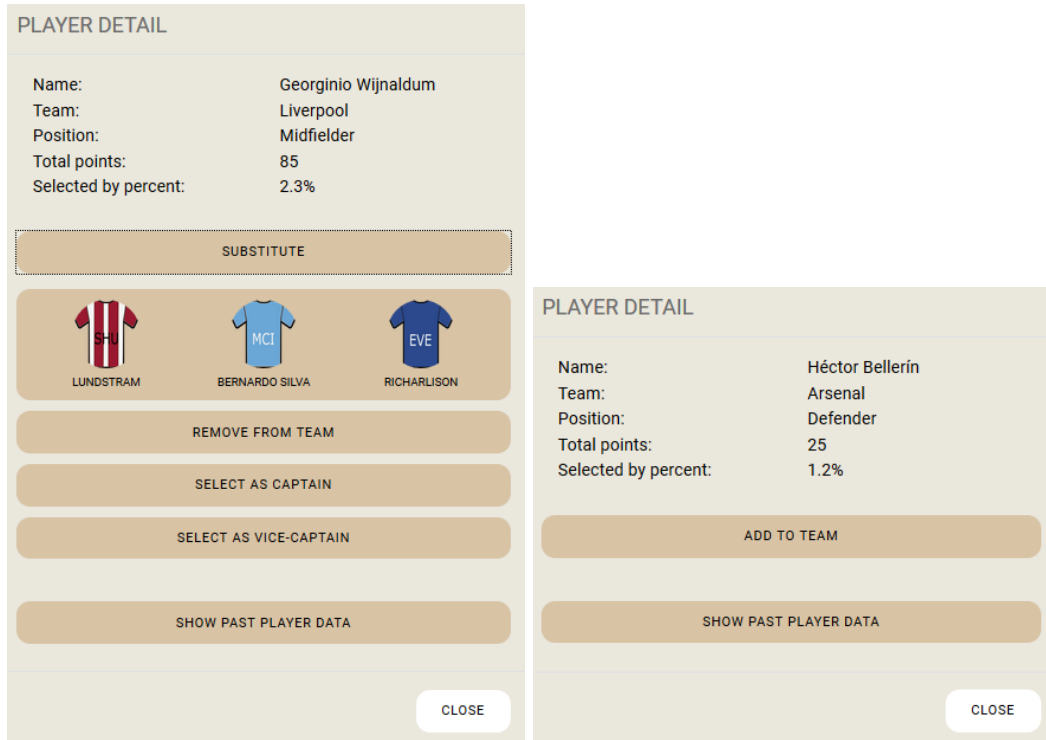 PLAYER DETAIL
Name: Georginio Wijnaldum
Team: Liverpool
Position: Midfielder
Total points: 85
Selected by percent: 2.3%
SUBSTITUTE
SHU MCI EVE
LUNDSTRAM BERNARDO SILVA RICHARLISON
REMOVE FROM TEAM
SELECT AS CAPTAIN
SELECT AS VICE-CAPTAIN
SHOW PAST PLAYER DATA
CLOSE
PLAYER DETAIL
Name: Héctor Bellerín
Team: Arsenal
Position: Defender
Total points: 25
Selected by percent: 1.2%
ADD TO TEAM
SHOW PAST PLAYER DATA
CLOSE